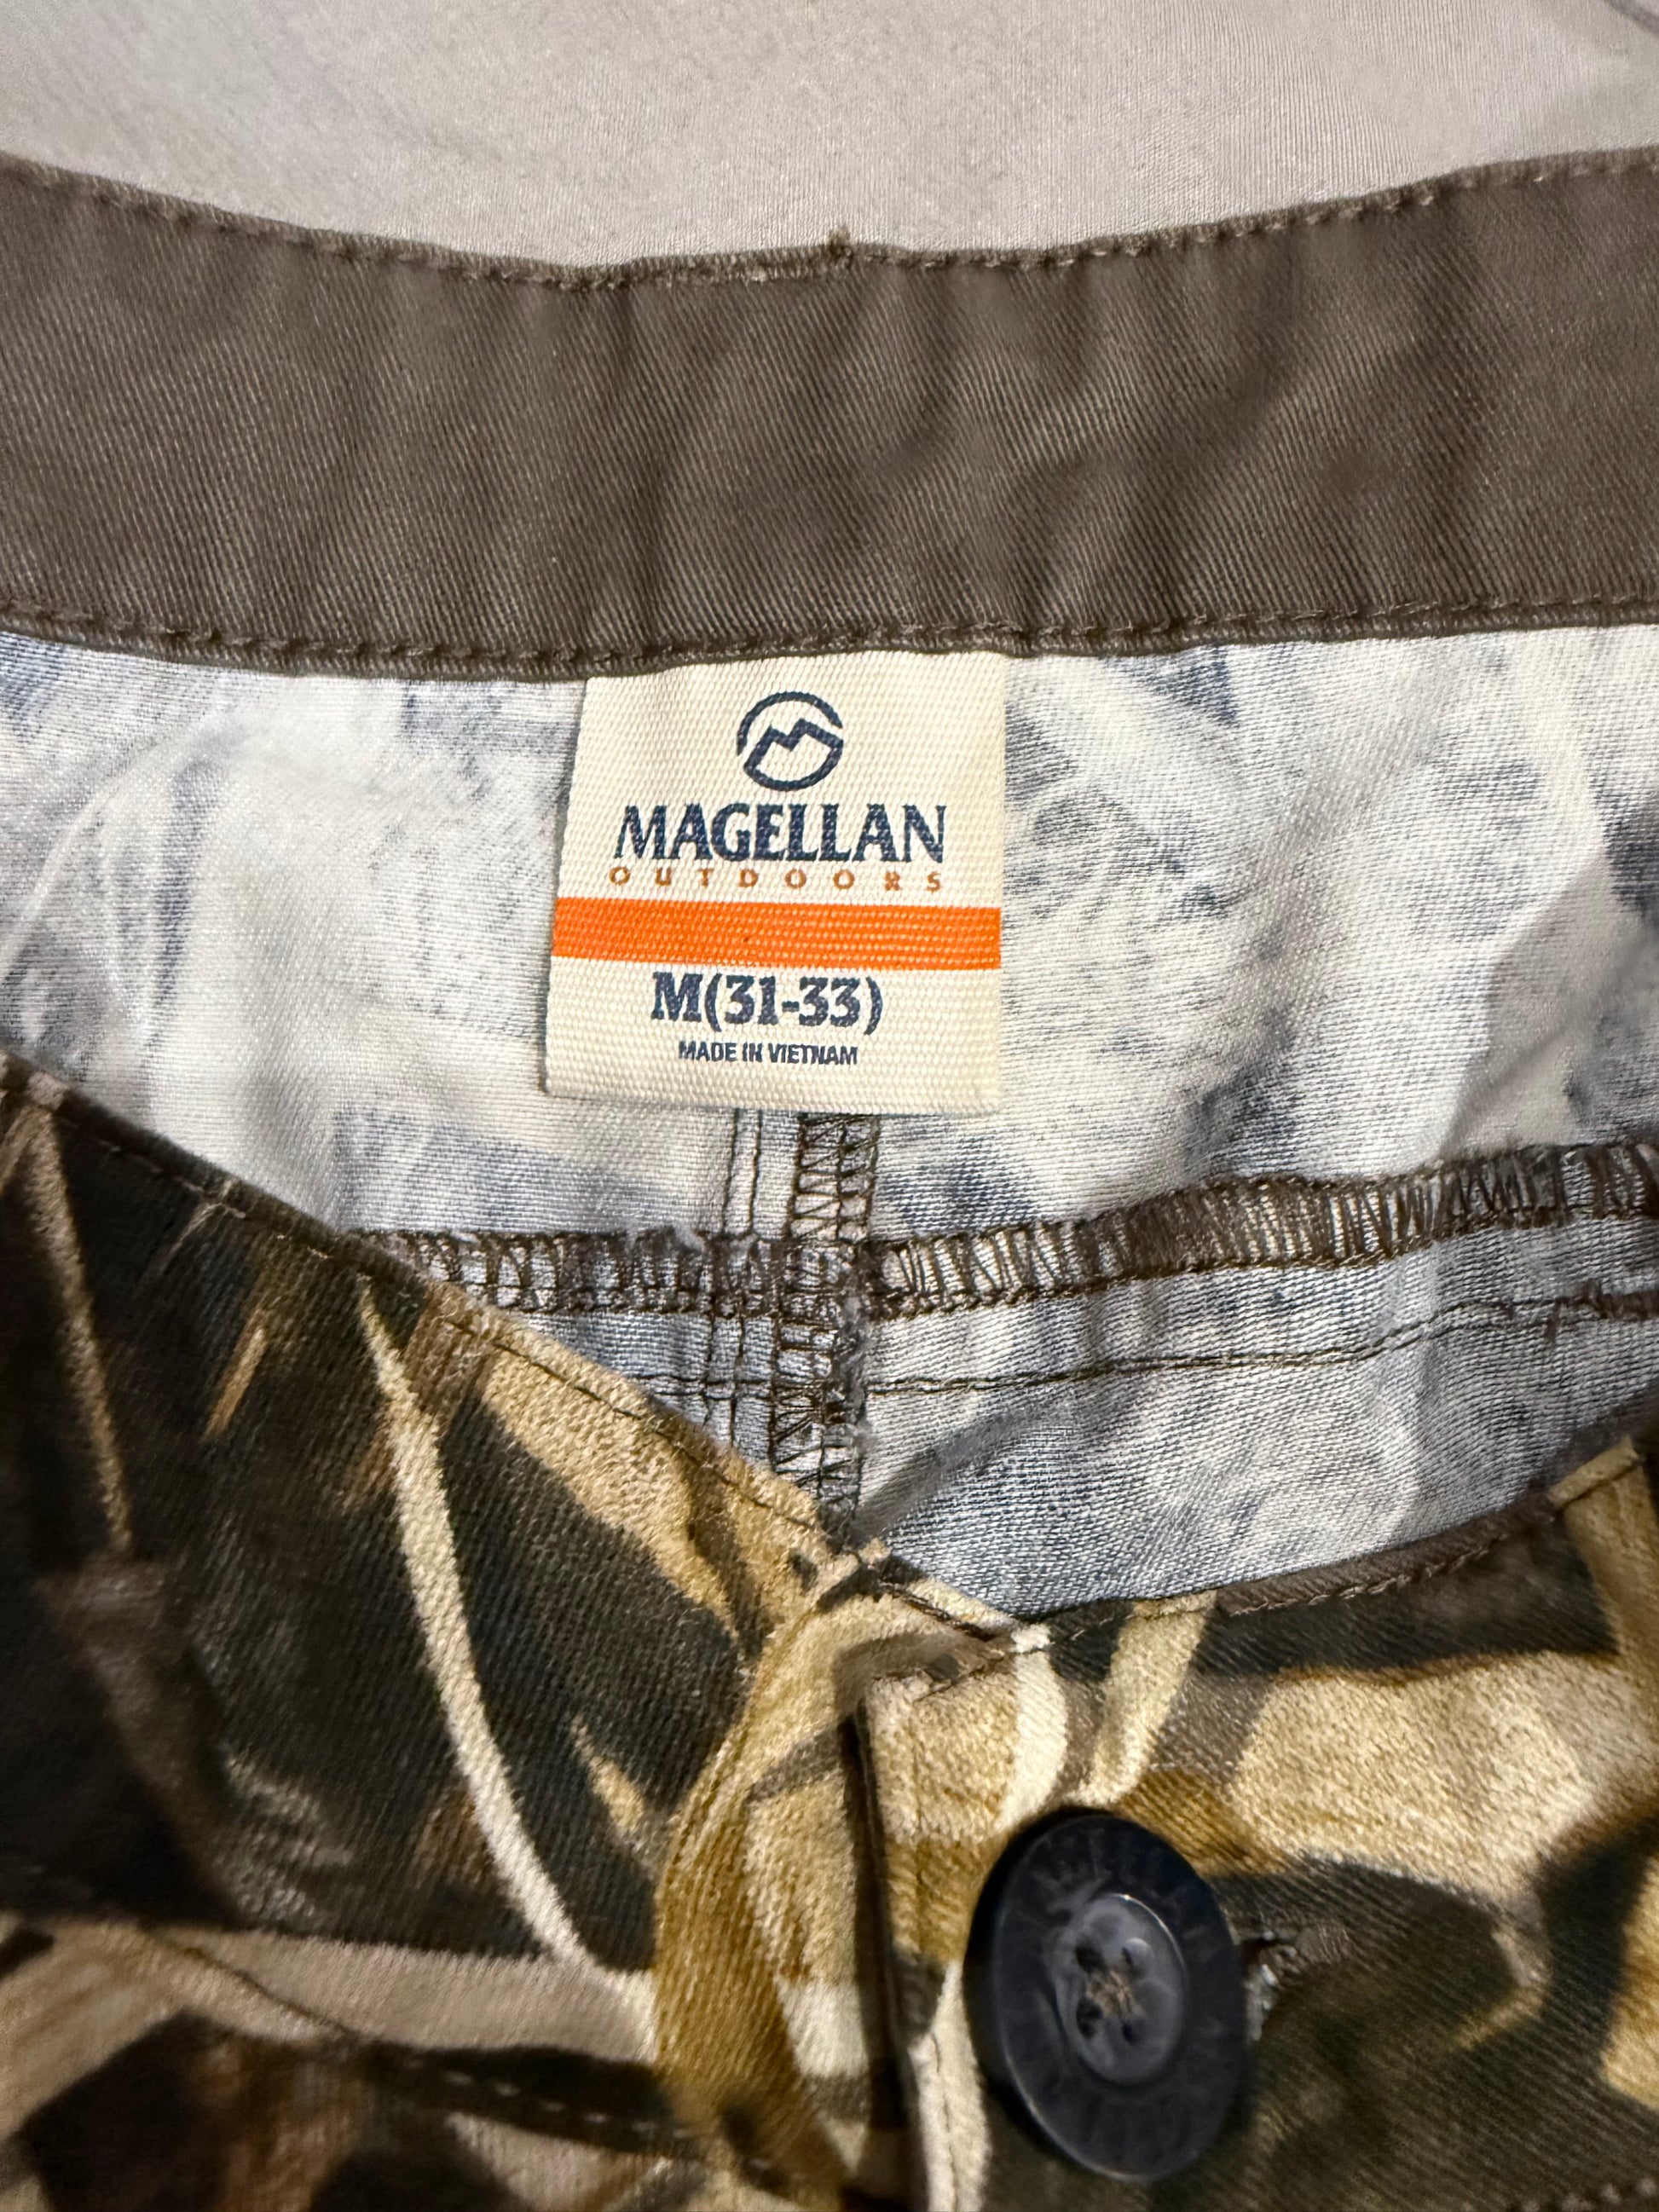 MAGELLAN
OUTDOORS
M(31-33)
MADE IN VIETNAM